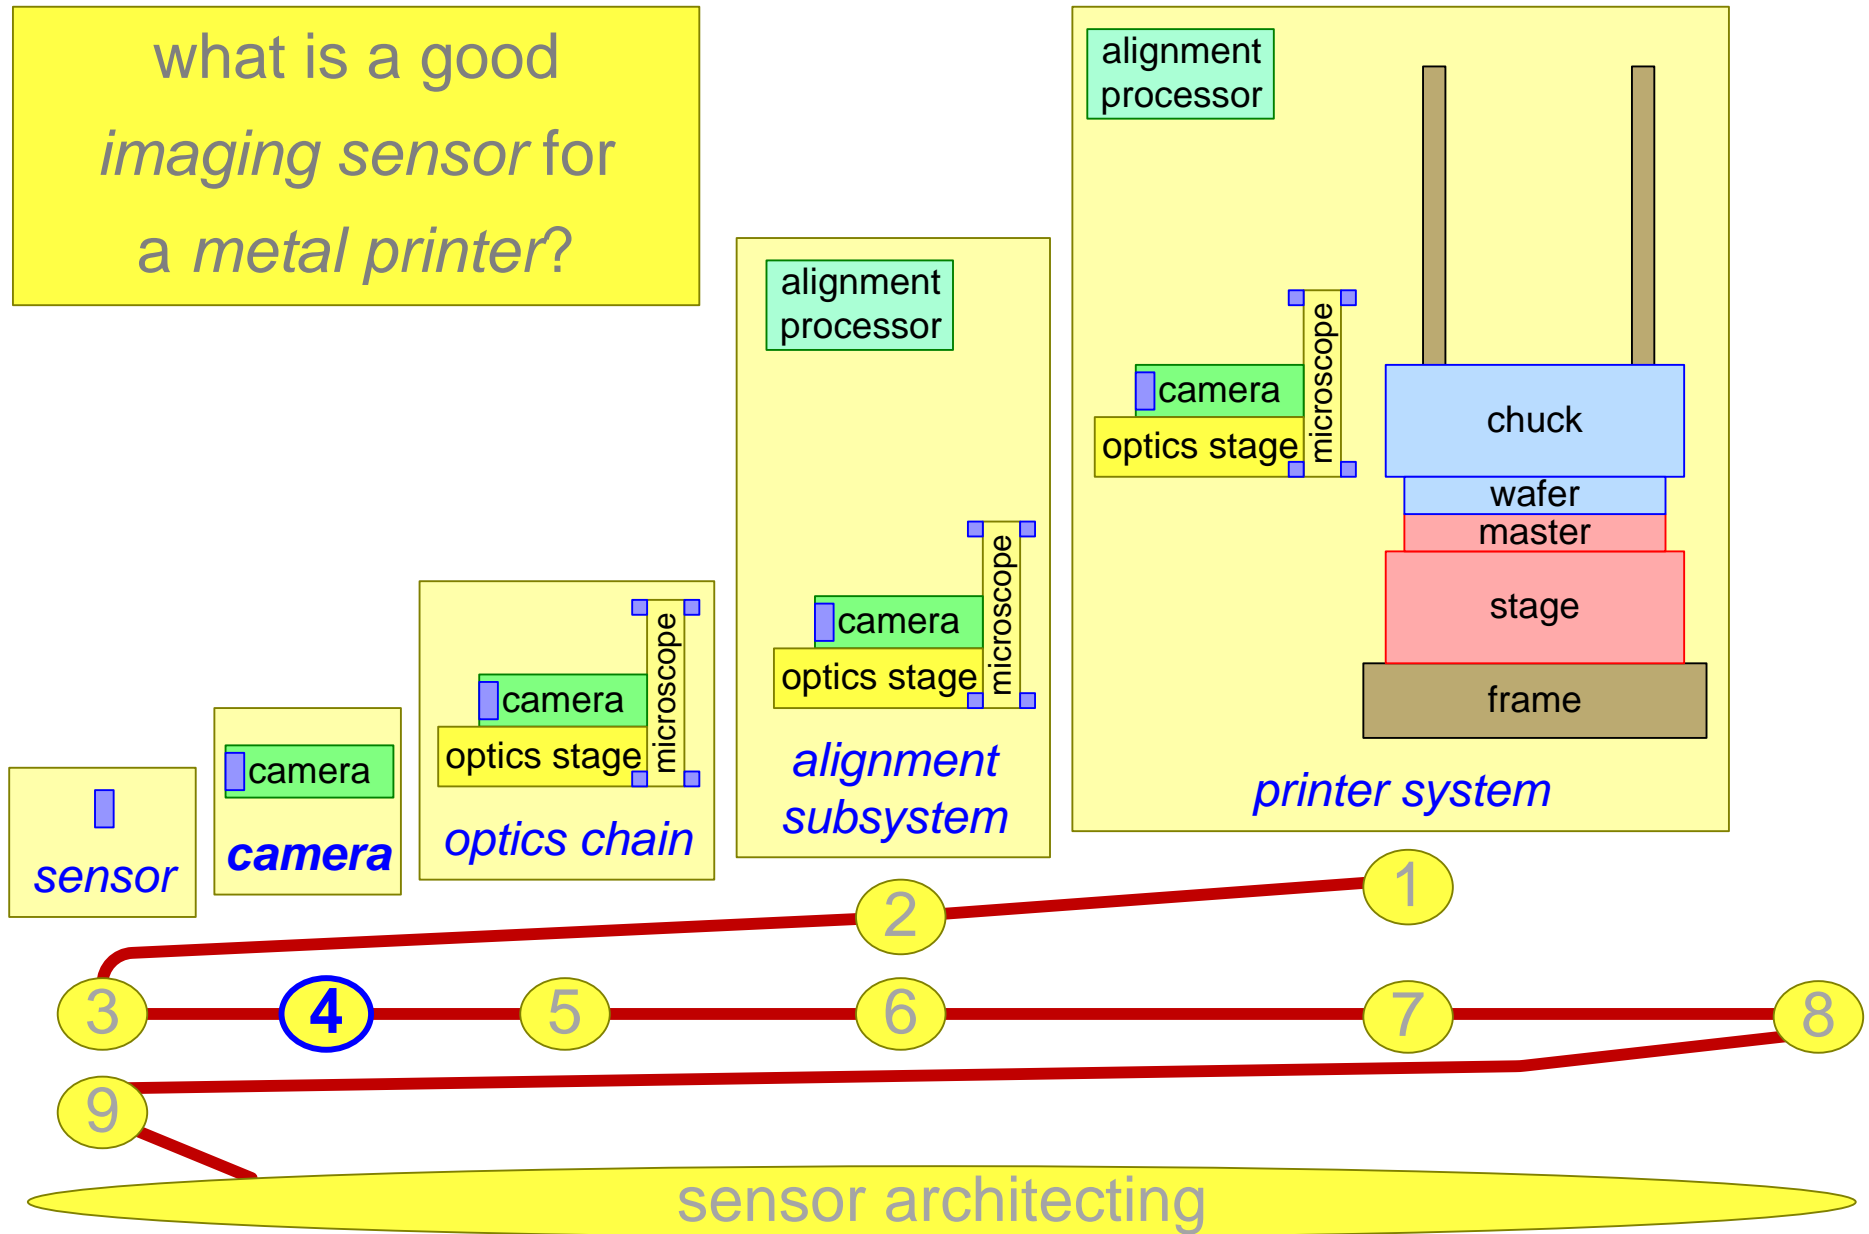 what is a good
imaging sensor for
a metal printer?
alignment
processor
microscope
camera
optics stage
chuck
wafer
master
stage
frame
printer system
alignment
processor
microscope
camera
optics stage
alignment
subsystem
microscope
camera
optics stage
optics chain
camera
camera
sensor
1
2
3
4
5
6
7
8
9
sensor architecting